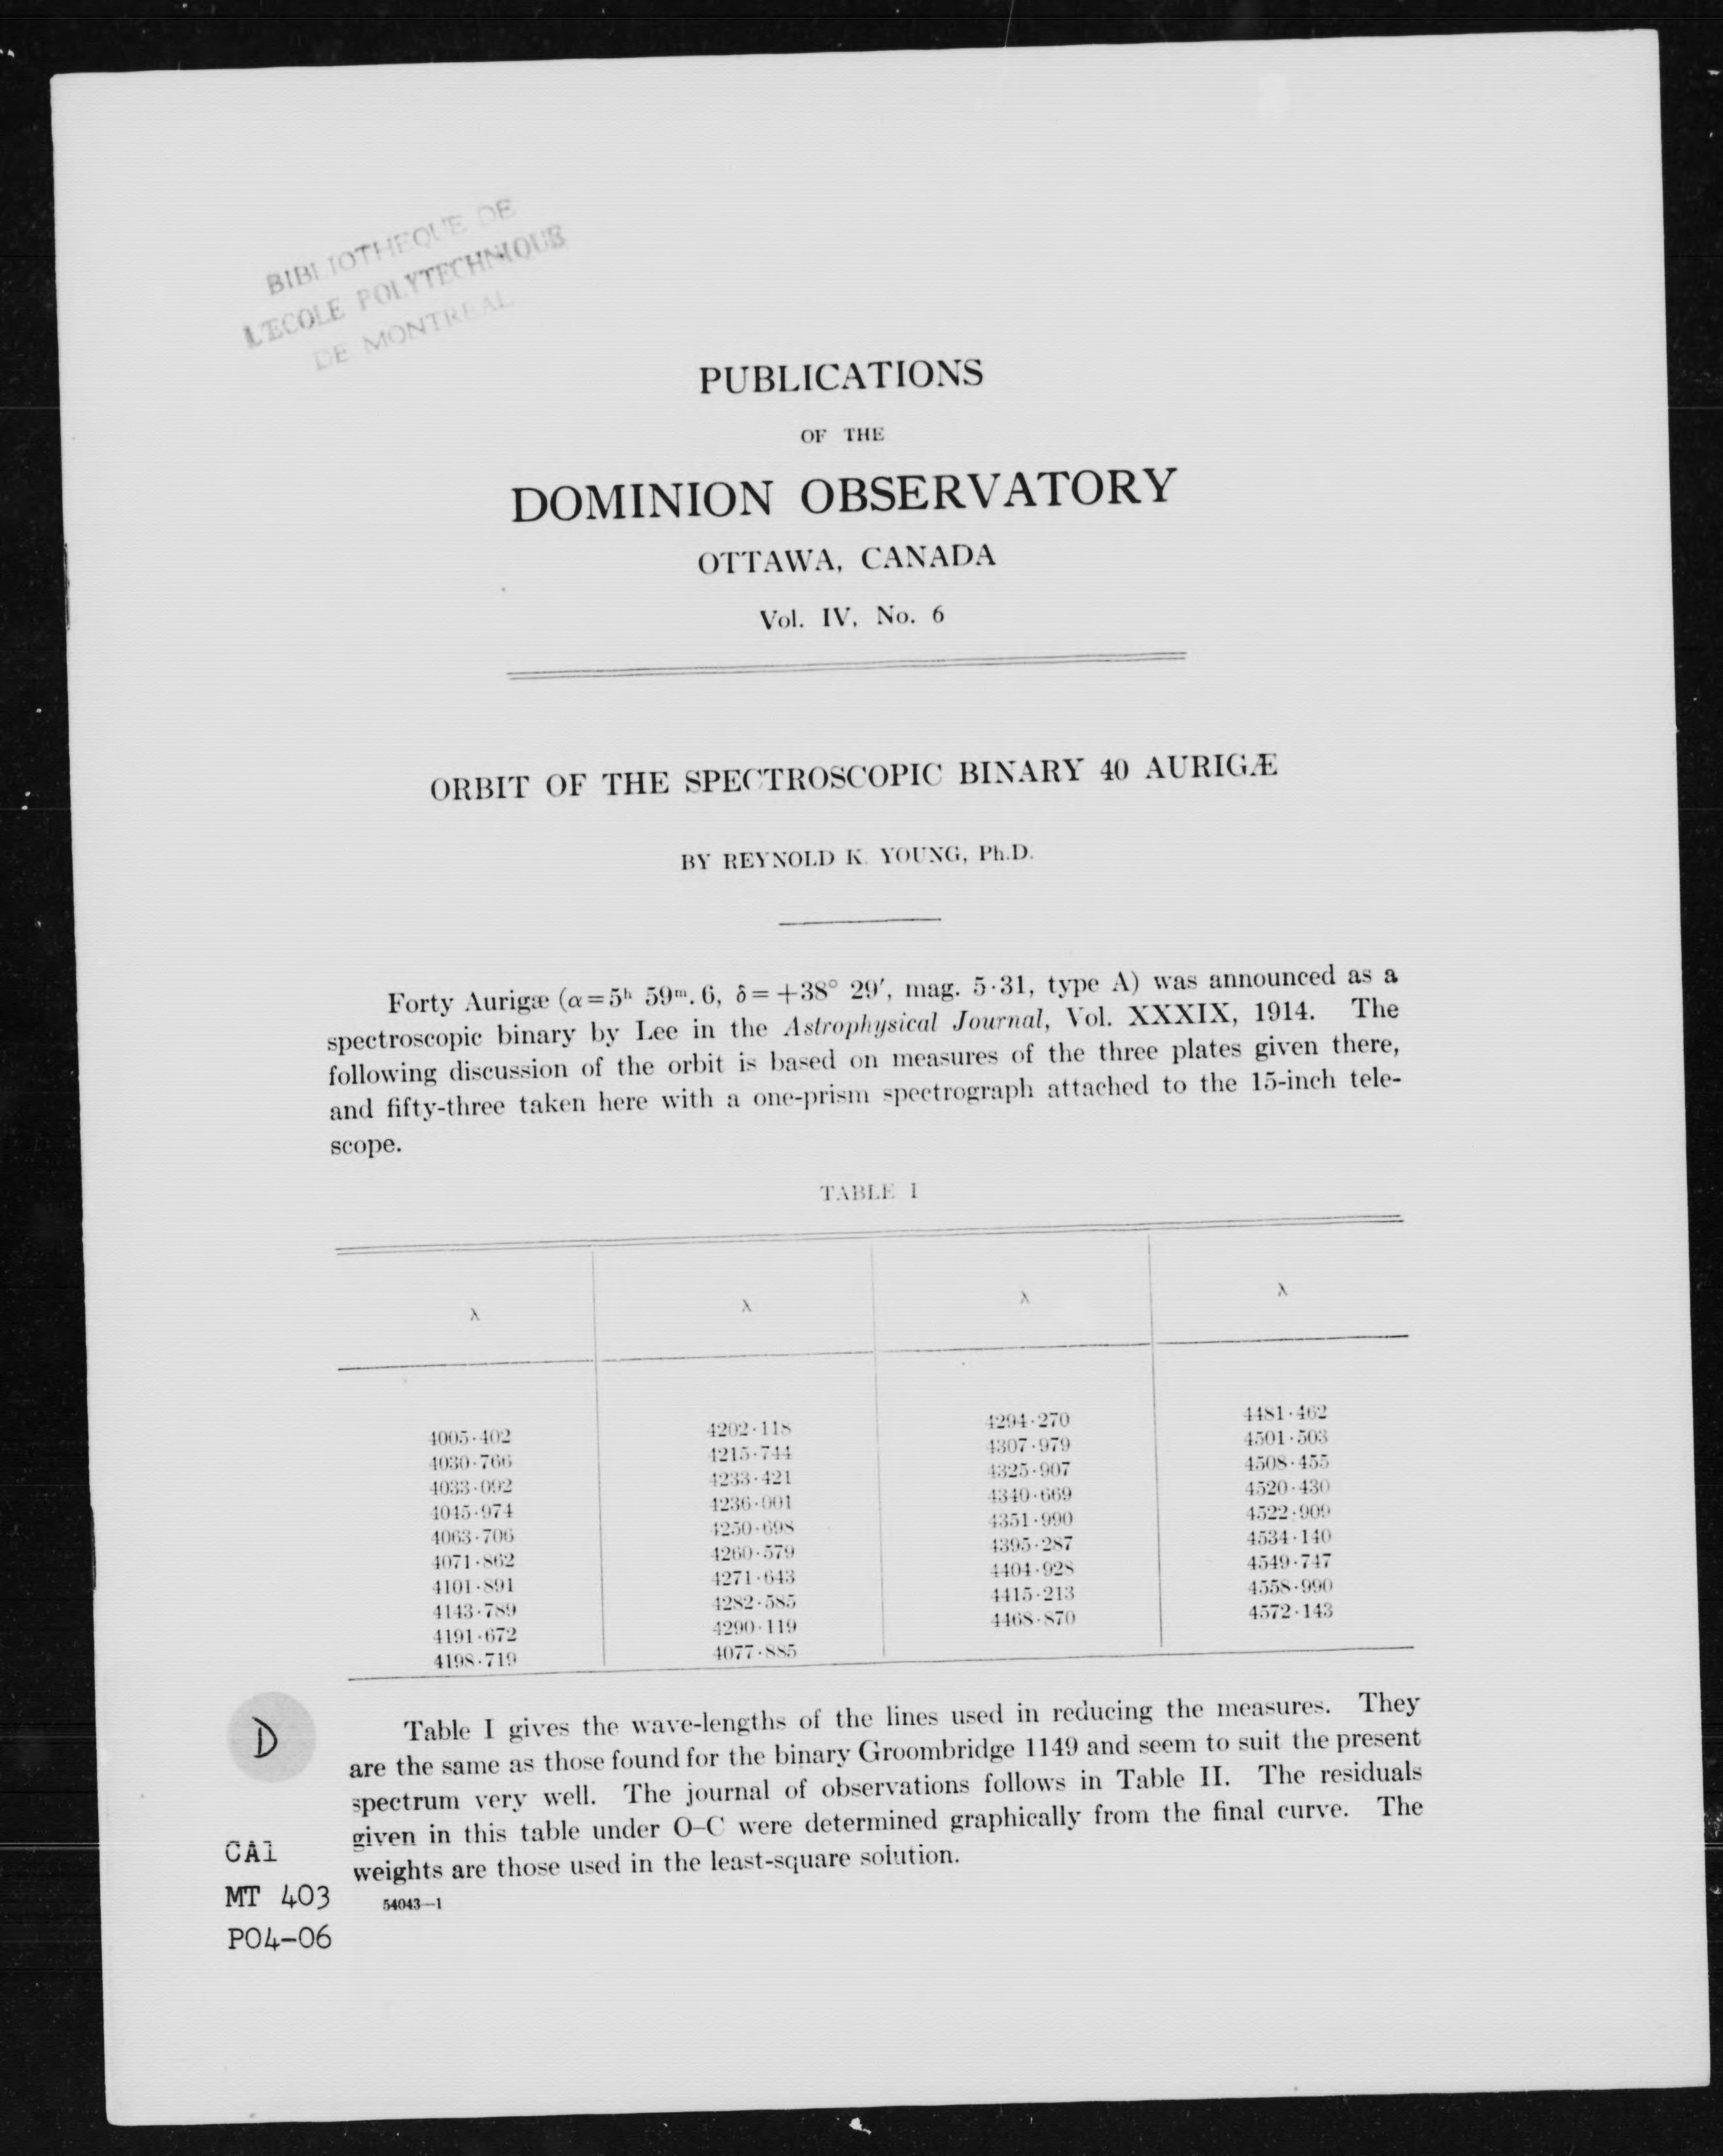 BIBLIOTHEQUE DE
L'ECOLE POLYTECHNIQUE
DE MONTREAL
PUBLICATIONS
OF THE
DOMINION OBSERVATORY
OTTAWA, CANADA
Vol. IV, No. 6
ORBIT OF THE SPECTROSCOPIC BINARY 40 AURIGÆ
BY REYNOLD K. YOUNG, Ph.D.
Forty Aurigæ (α=5ʰ 59ᵐ.6, δ=+38° 29′, mag. 5·31, type A) was announced as a
spectroscopic binary by Lee in the Astrophysical Journal, Vol. XXXIX, 1914. The
following discussion of the orbit is based on measures of the three plates given there,
and fifty-three taken here with a one-prism spectrograph attached to the 15-inch tele-
scope.
TABLE I
λ λ λ λ
4005·402 4202·118 4294·270 4481·462
4030·766 4215·744 4307·979 4501·503
4033·092 4233·421 4325·907 4508·455
4045·974 4236·001 4340·669 4520·430
4063·706 4250·698 4351·990 4522·909
4071·862 4260·579 4395·287 4534·140
4101·891 4271·643 4404·928 4549·747
4143·789 4282·585 4415·213 4558·990
4191·672 4290·119 4468·870 4572·143
4198·719 4077·885
Table I gives the wave-lengths of the lines used in reducing the measures. They
are the same as those found for the binary Groombridge 1149 and seem to suit the present
spectrum very well. The journal of observations follows in Table II. The residuals
given in this table under O–C were determined graphically from the final curve. The
weights are those used in the least-square solution.
54043—1
D
CA1
MT 403
PO4-06